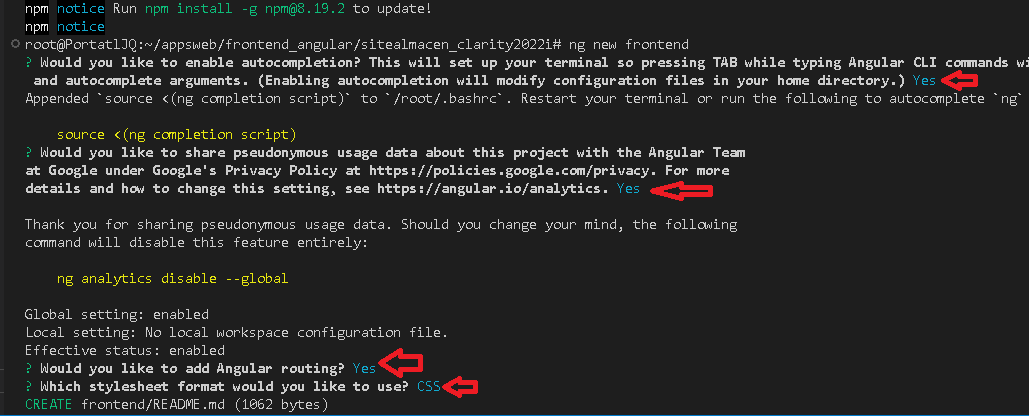 npm notice Run npm install -g npm@8.19.2 to update!
npm notice
root@PortatlJQ:~/appsweb/frontend_angular/sitealmacen_clarity2022i# ng new frontend
? Would you like to enable autocompletion? This will set up your terminal so pressing TAB while typing Angular CLI commands wi
and autocomplete arguments. (Enabling autocompletion will modify configuration files in your home directory.) Yes
Appended `source <(ng completion script)` to `/root/.bashrc`. Restart your terminal or run the following to autocomplete `ng`
source <(ng completion script)
? Would you like to share pseudonymous usage data about this project with the Angular Team
at Google under Google's Privacy Policy at https://policies.google.com/privacy. For more
details and how to change this setting, see https://angular.io/analytics. Yes
Thank you for sharing pseudonymous usage data. Should you change your mind, the following
command will disable this feature entirely:
ng analytics disable --global
Global setting: enabled
Local setting: No local workspace configuration file.
Effective status: enabled
? Would you like to add Angular routing? Yes
? Which stylesheet format would you like to use? CSS
CREATE frontend/README.md (1062 bytes)